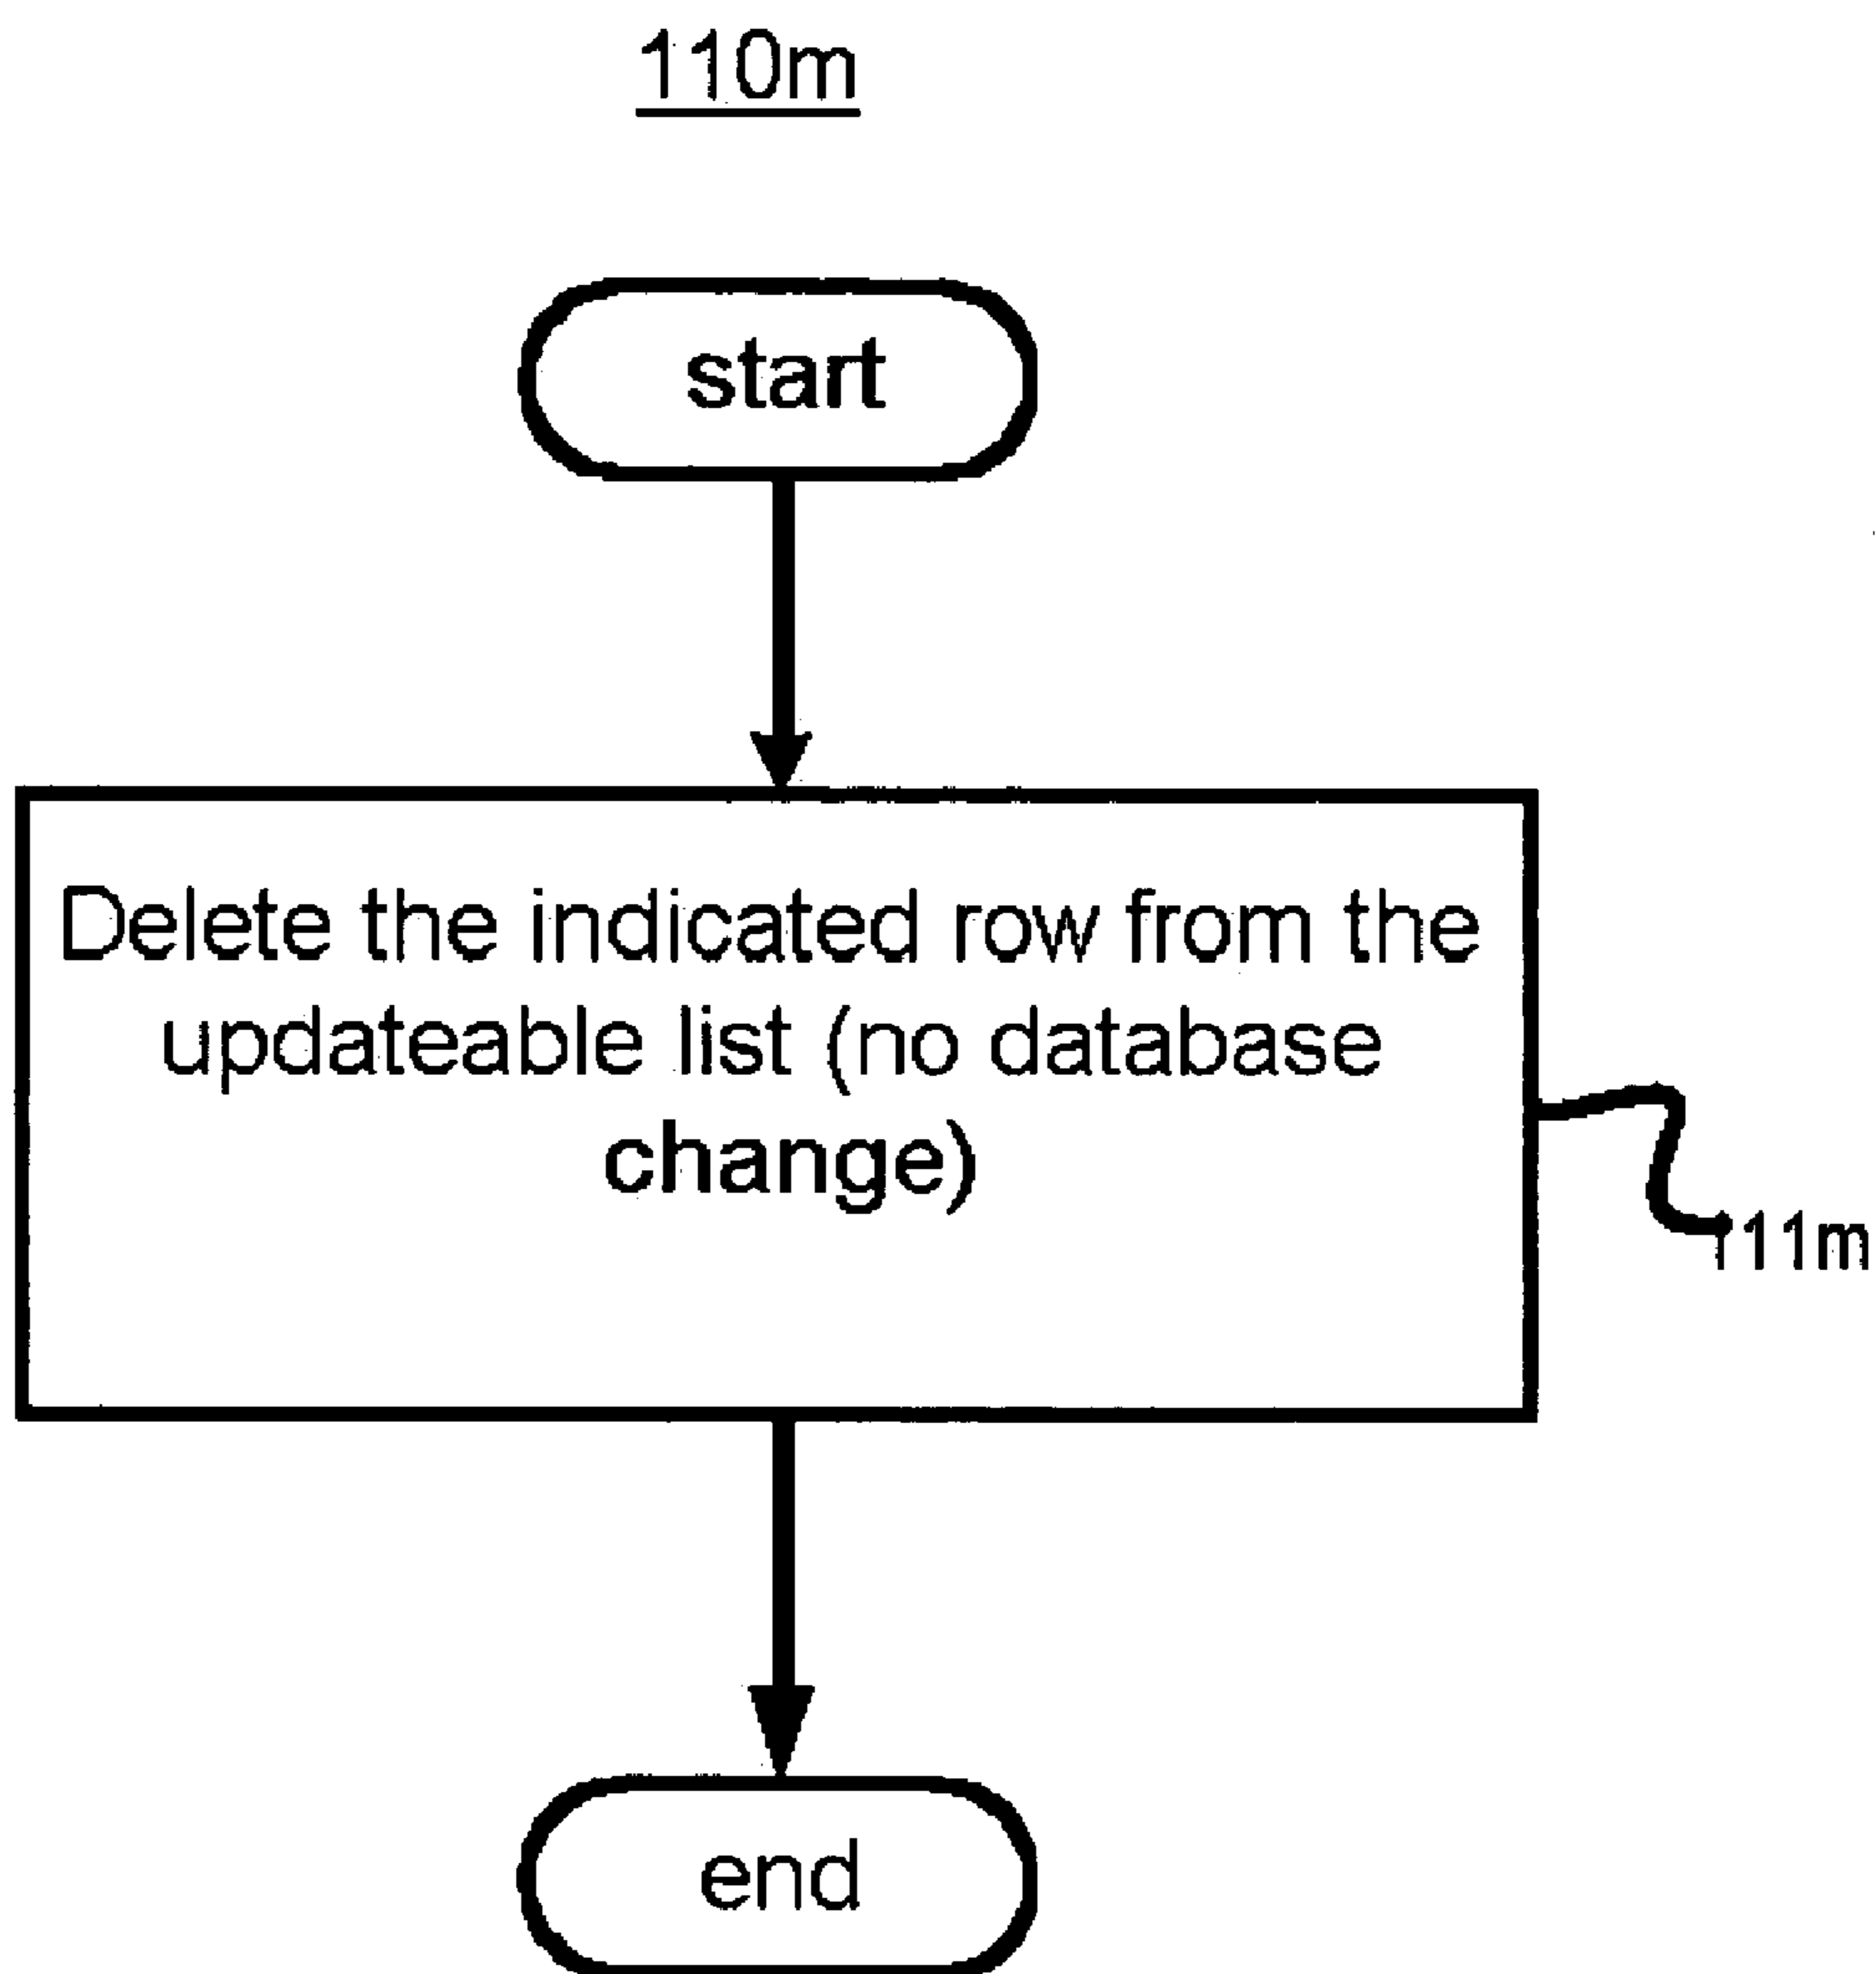 110m
start
Delete the indicated row from the
updateable list (no database
change)
111m
end